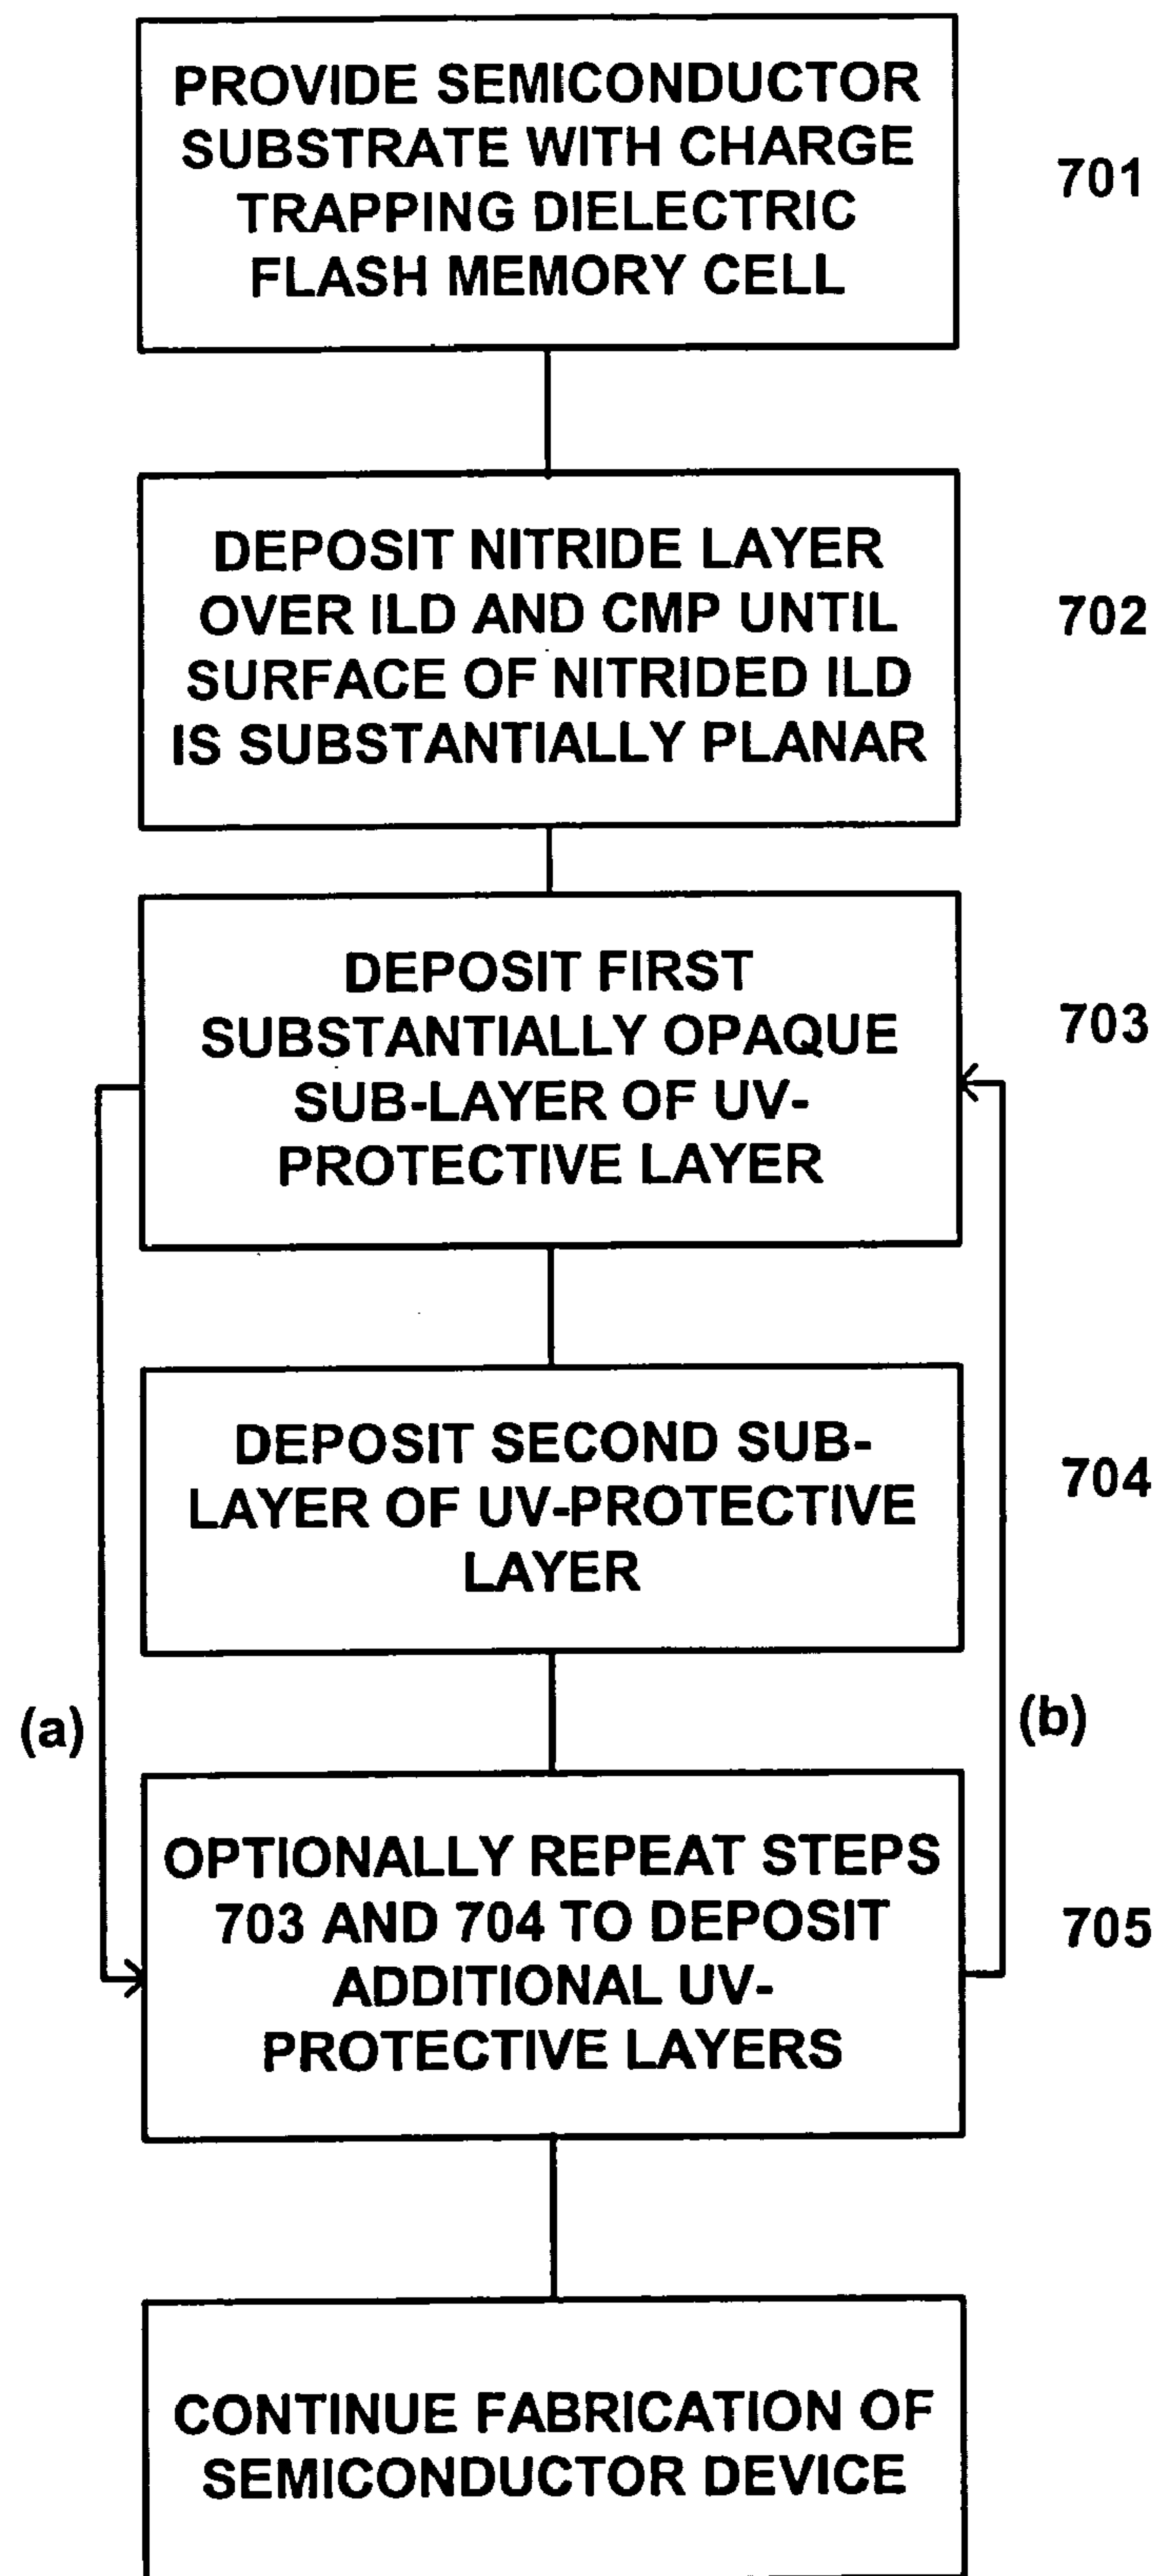 PROVIDE SEMICONDUCTOR
SUBSTRATE WITH CHARGE
TRAPPING DIELECTRIC
FLASH MEMORY CELL
701
DEPOSIT NITRIDE LAYER
OVER ILD AND CMP UNTIL
SURFACE OF NITRIDED ILD
IS SUBSTANTIALLY PLANAR
702
DEPOSIT FIRST
SUBSTANTIALLY OPAQUE
SUB-LAYER OF UV-
PROTECTIVE LAYER
703
DEPOSIT SECOND SUB-
LAYER OF UV-PROTECTIVE
LAYER
704
(a)
(b)
OPTIONALLY REPEAT STEPS
703 AND 704 TO DEPOSIT
ADDITIONAL UV-
PROTECTIVE LAYERS
705
CONTINUE FABRICATION OF
SEMICONDUCTOR DEVICE